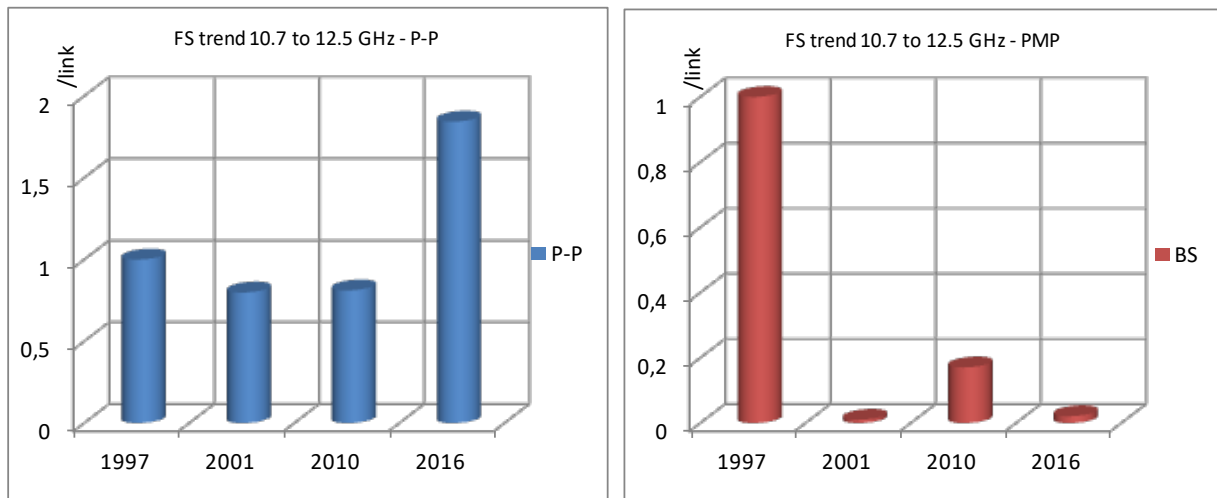 FS trend 10.7 to 12.5 GHz - P-P
/link
2
1,5
1
0,5
0
1997 2001 2010 2016
P-P
FS trend 10.7 to 12.5 GHz - PMP
/link
1
0,8
0,6
0,4
0,2
0
1997 2001 2010 2016
BS